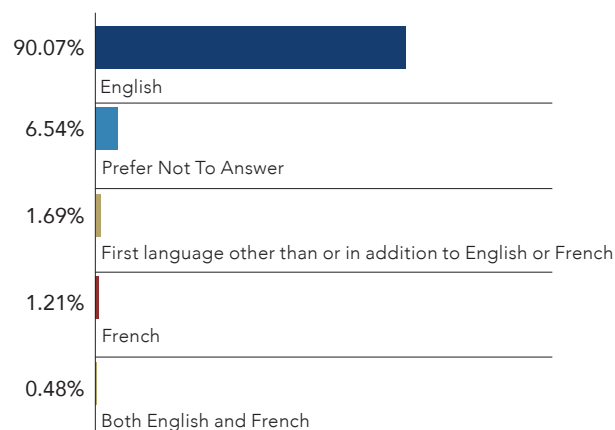 90.07%
English
6.54%
Prefer Not To Answer
1.69%
First language other than or in addition to English or French
1.21%
French
0.48%
Both English and French